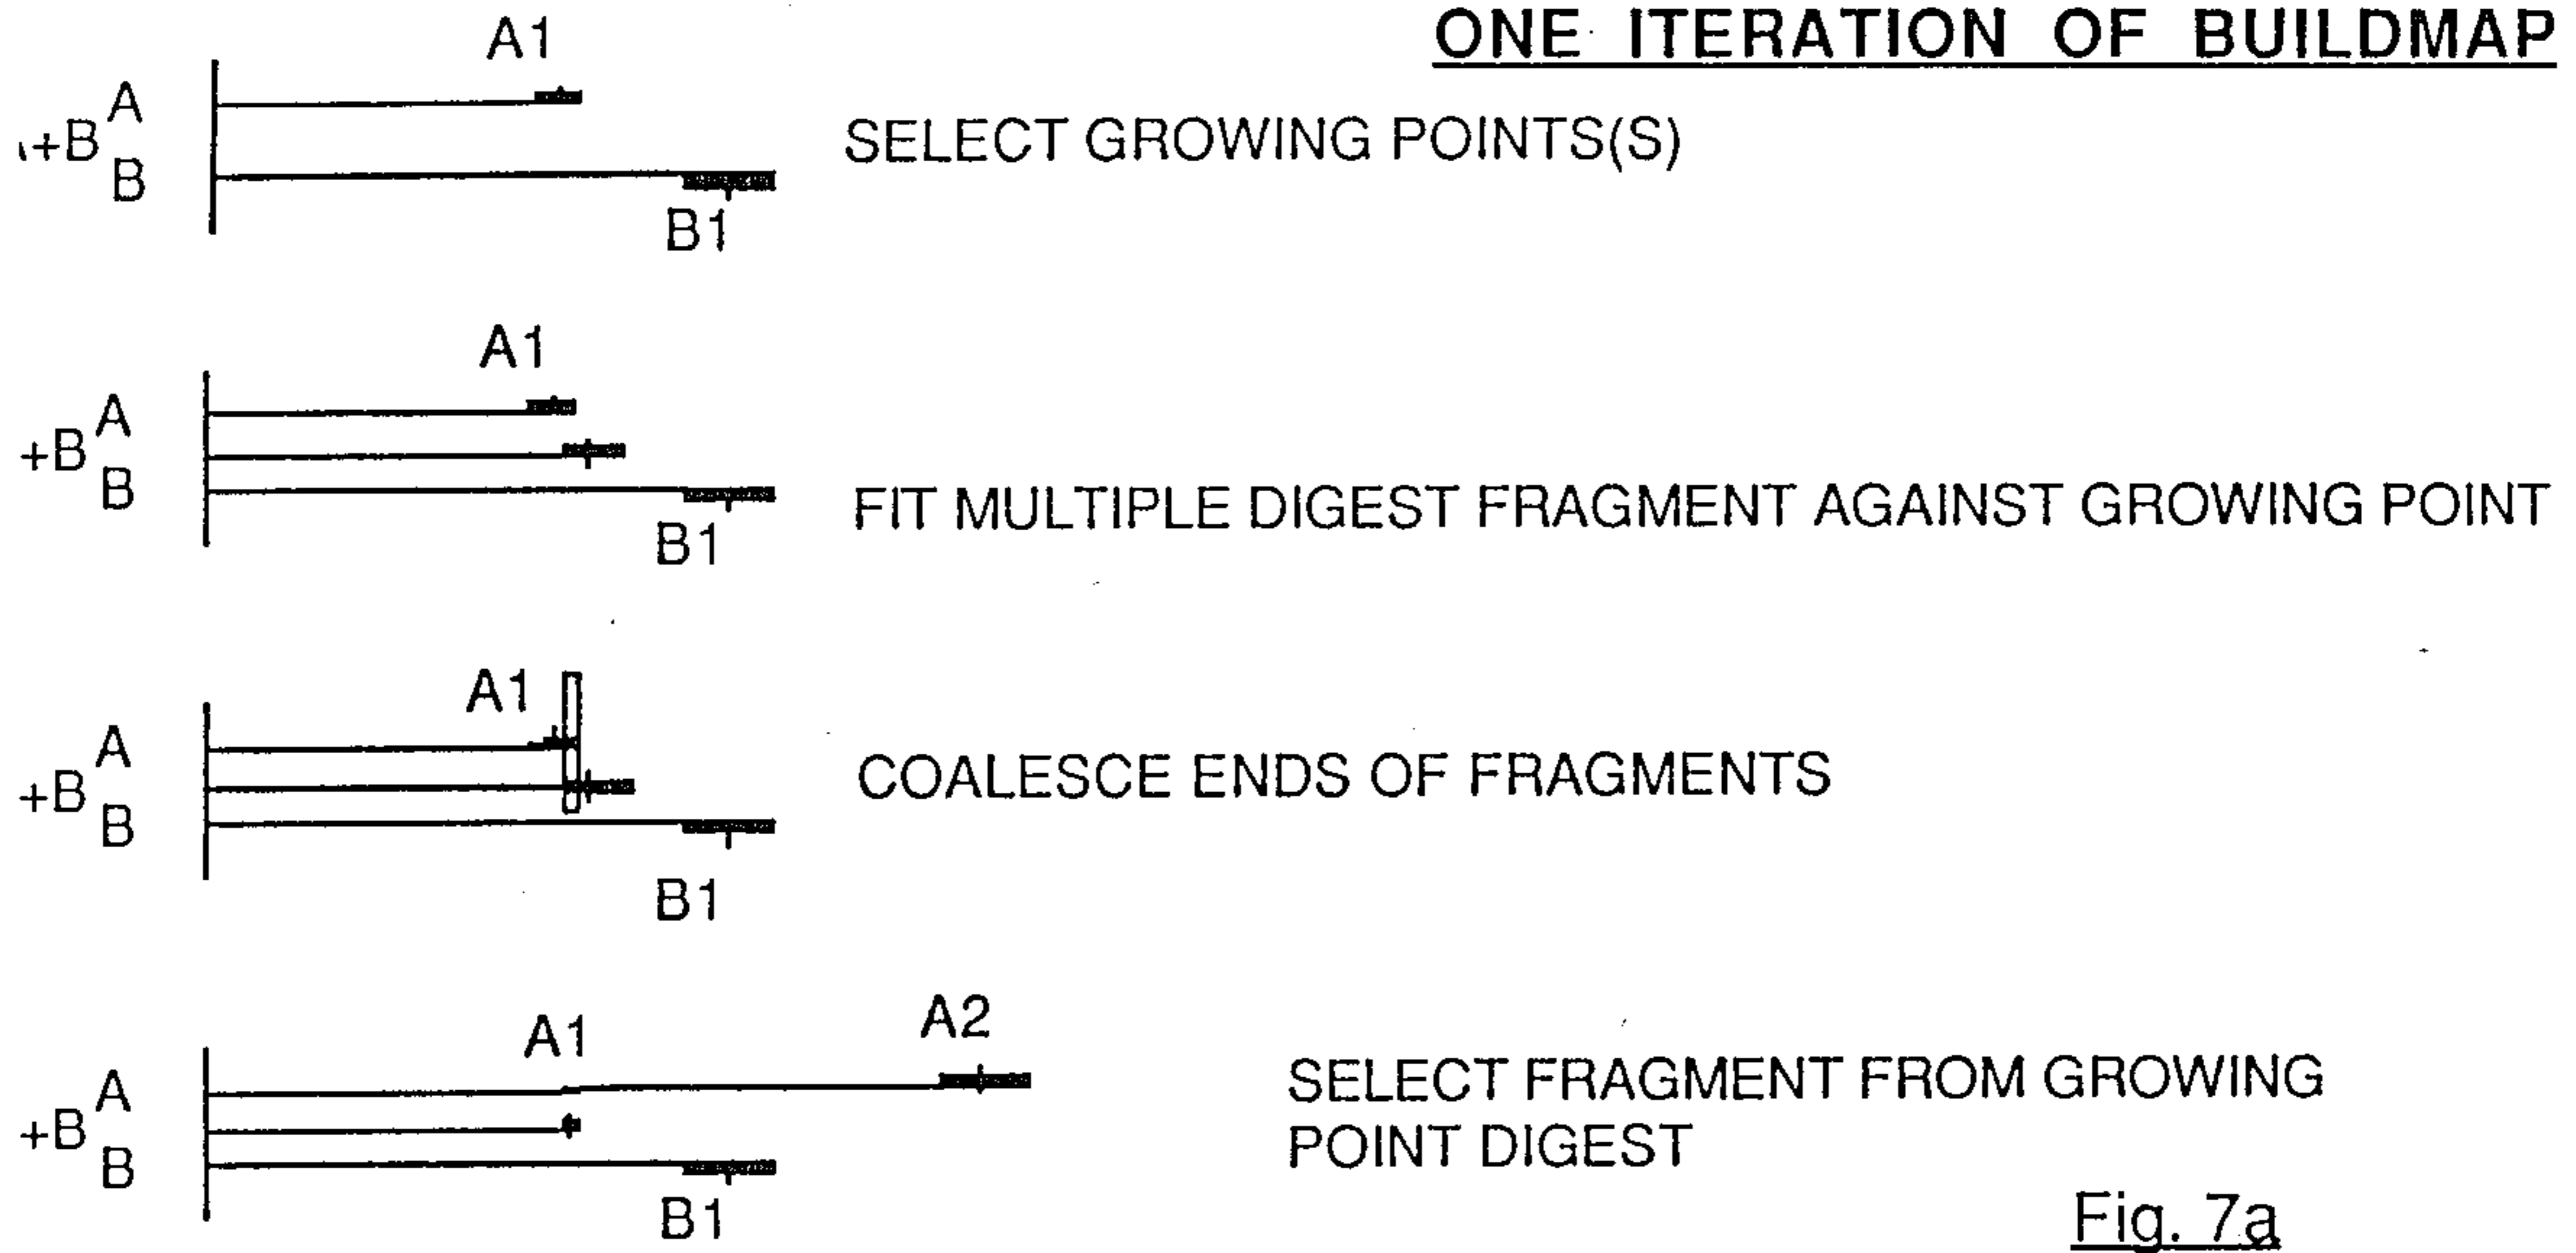 ONE ITERATION OF BUILDMAP
A1
A
+B
B
SELECT GROWING POINTS(S)
B1
A1
A
+B
B
FIT MULTIPLE DIGEST FRAGMENT AGAINST GROWING POINT
B1
A1
A
+B
B
COALESCE ENDS OF FRAGMENTS
B1
A1
A2
A
+B
B
SELECT FRAGMENT FROM GROWING
POINT DIGEST
B1
Fig. 7a